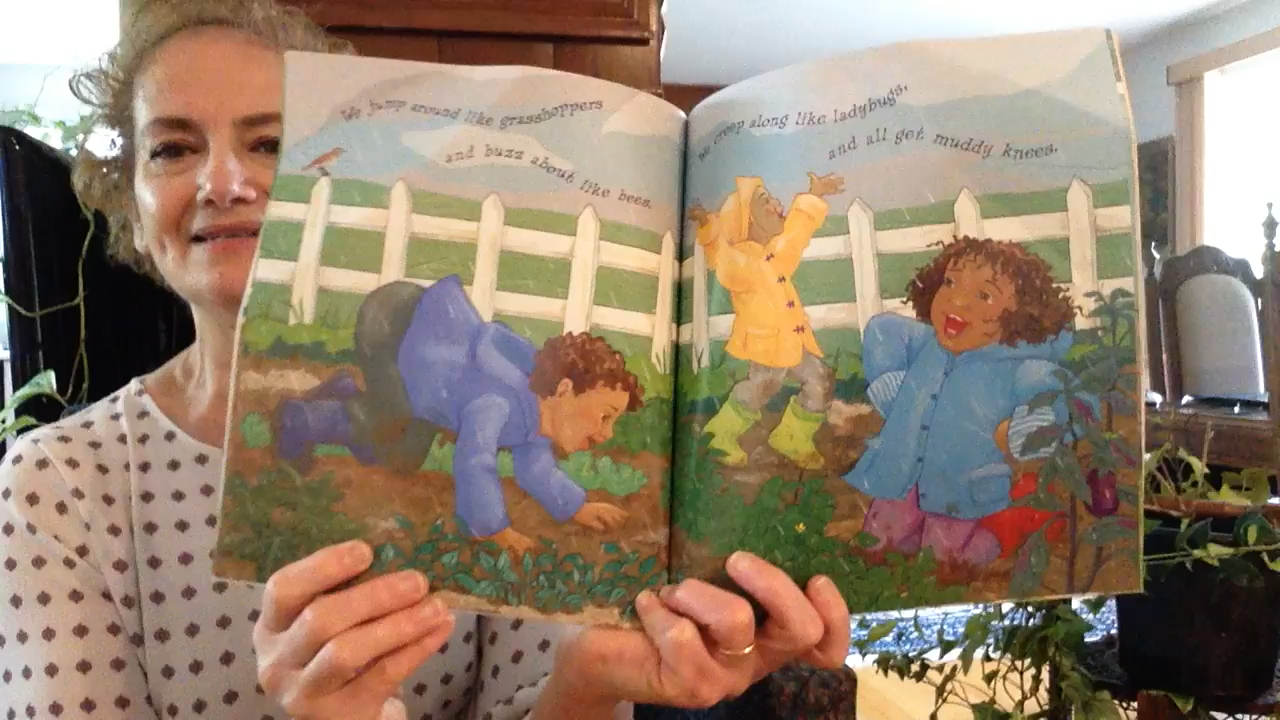 We jump around like grasshoppers
and buzz about like bees.
We creep along like ladybugs,
and all get muddy knees.